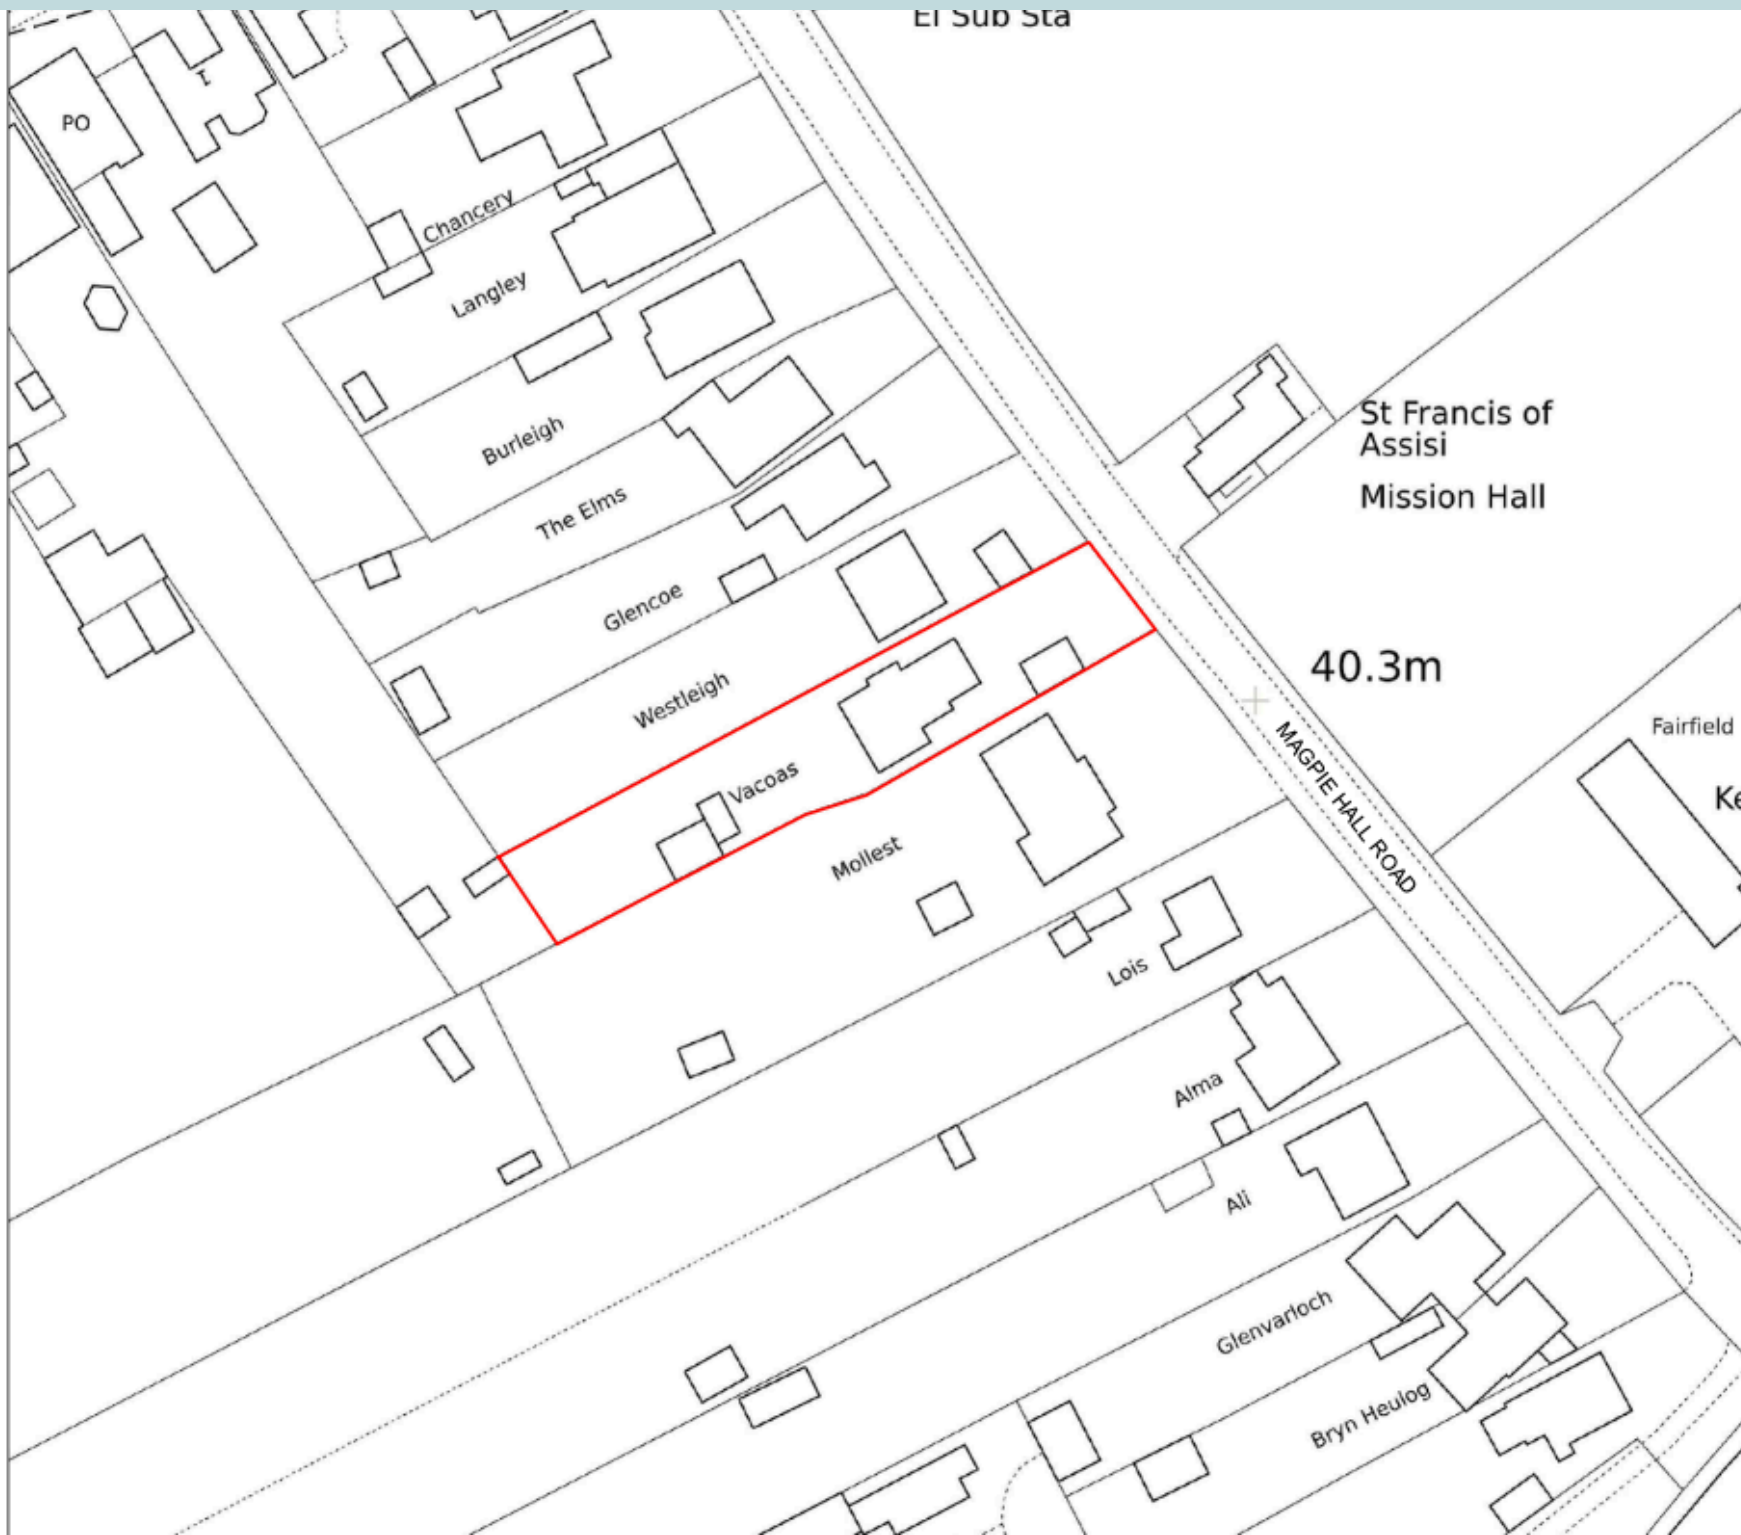 El Sub Sta
PO
Chancery
Langley
St Francis of
Assisi
Burleigh
Mission Hall
The Elms
Glencoe
40.3m
Westleigh
Fairfield
MAGPIE HALL ROAD
Vacoas
Ke
Mollest
Lois
Alma
Ali
Glenvarloch
Bryn Heulog